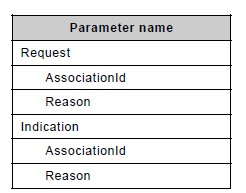 Parameter name
Request
AssociationId
Reason
Indication
AssociationId
Reason